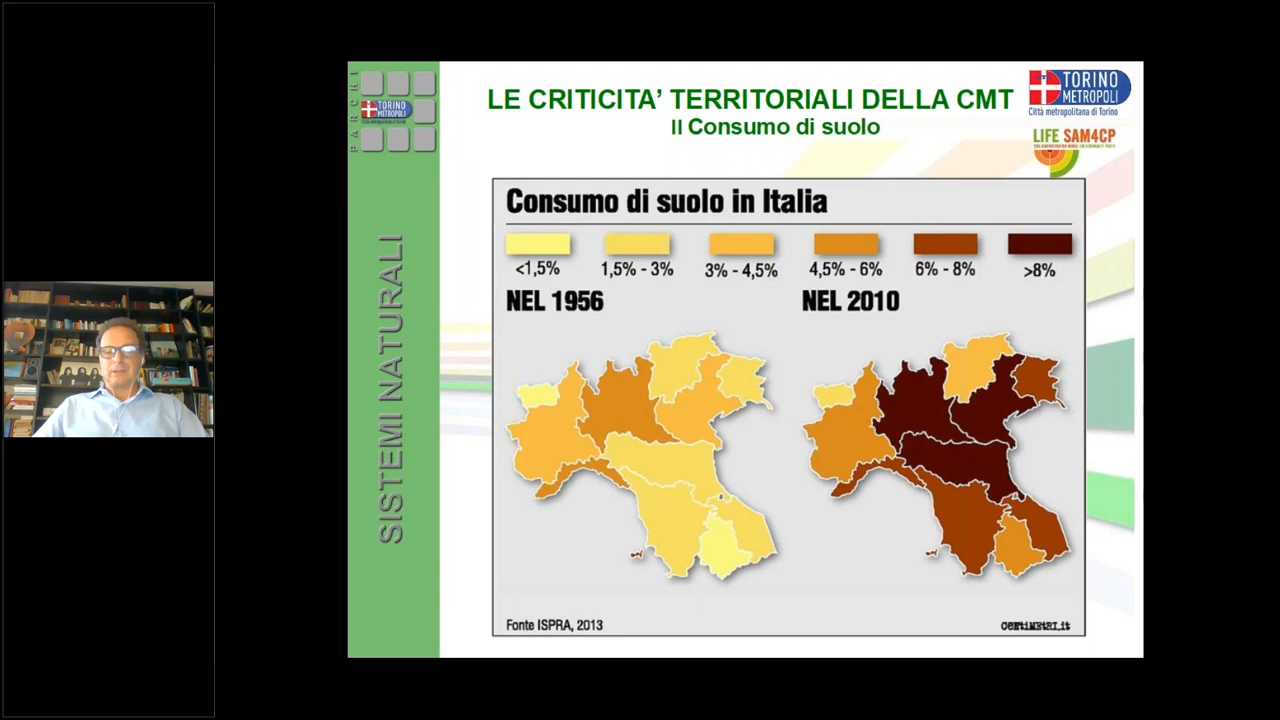 PARCHI
TORINO
METROPOLI
SISTEMI NATURALI
LE CRITICITA’ TERRITORIALI DELLA CMT
Il Consumo di suolo
TORINO
METROPOLI
Città metropolitana di Torino
LIFE SAM4CP
Consumo di suolo in Italia
<1,5%
1,5% - 3%
3% - 4,5%
4,5% - 6%
6% - 8%
>8%
NEL 1956
NEL 2010
Fonte ISPRA, 2013
CENTIMETRI.it